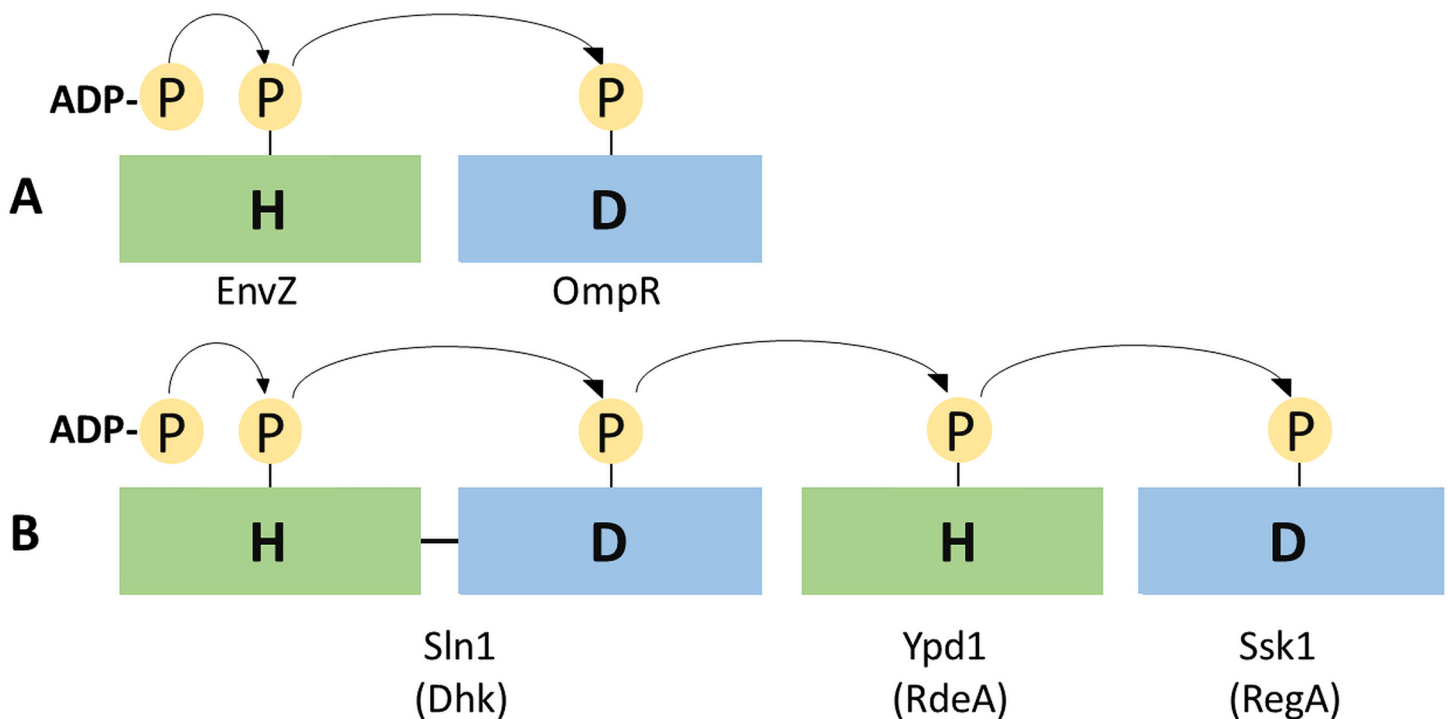 ADP-P P P
A H D
EnvZ OmpR
ADP-P P P P P
B H D H D
Sln1 Ypd1 Ssk1
(Dhk) (RdeA) (RegA)